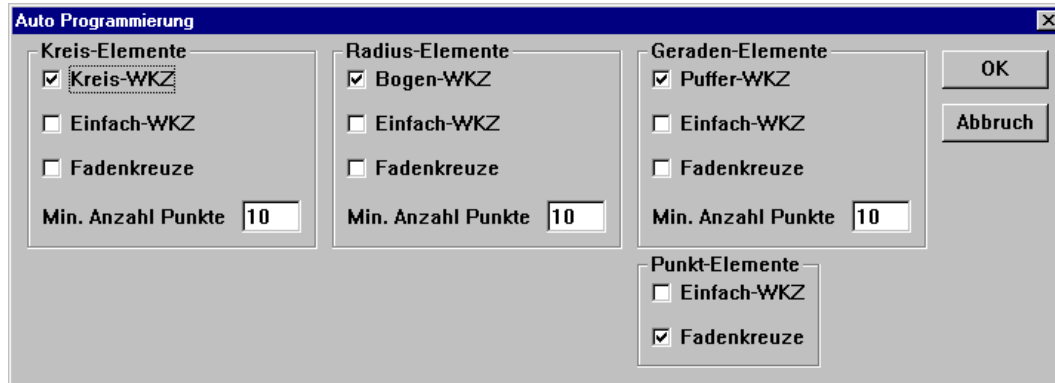 Auto Programmierung
Kreis-Elemente
Kreis-WKZ
Einfach-WKZ
Fadenkreuze
Min. Anzahl Punkte 10
Radius-Elemente
Bogen-WKZ
Einfach-WKZ
Fadenkreuze
Min. Anzahl Punkte 10
Geraden-Elemente
Puffer-WKZ
Einfach-WKZ
Fadenkreuze
Min. Anzahl Punkte 10
Punkt-Elemente
Einfach-WKZ
Fadenkreuze
OK
Abbruch